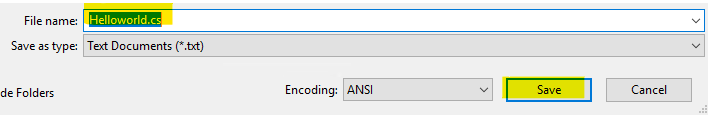 File name: Helloworld.cs
Save as type: Text Documents (*.txt)
de Folders Encoding: ANSI Save Cancel